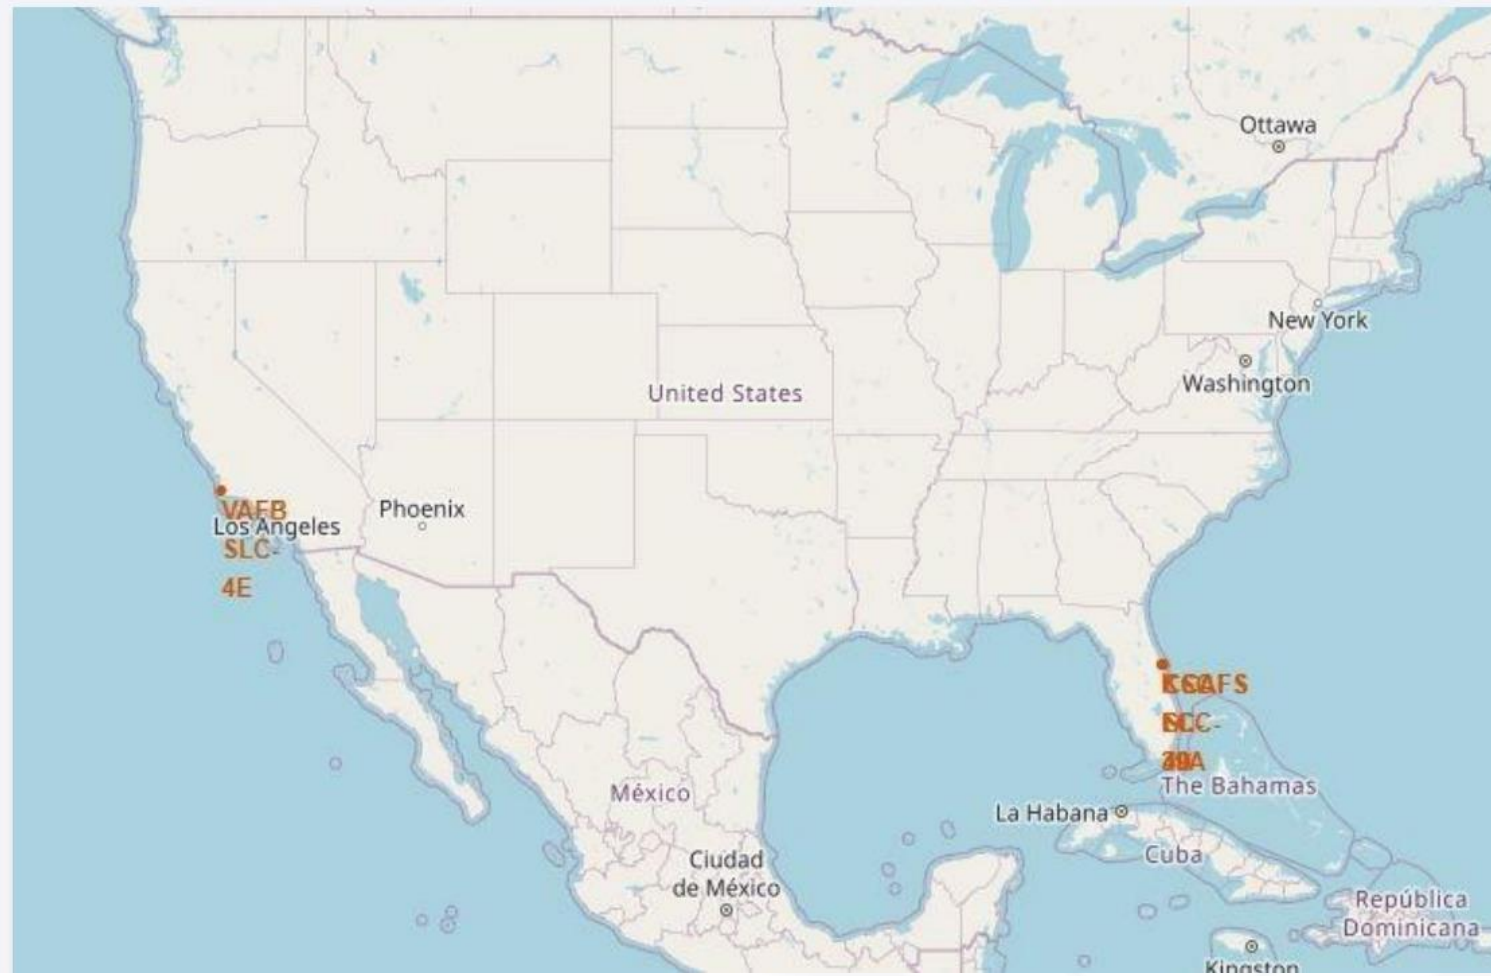 Ottawa
New York
Washington
United States
VAFB
Los Angeles
SLC-
4E
Phoenix
The Bahamas
México
La Habana
Cuba
Ciudad
de México
República
Dominicana
Kingston